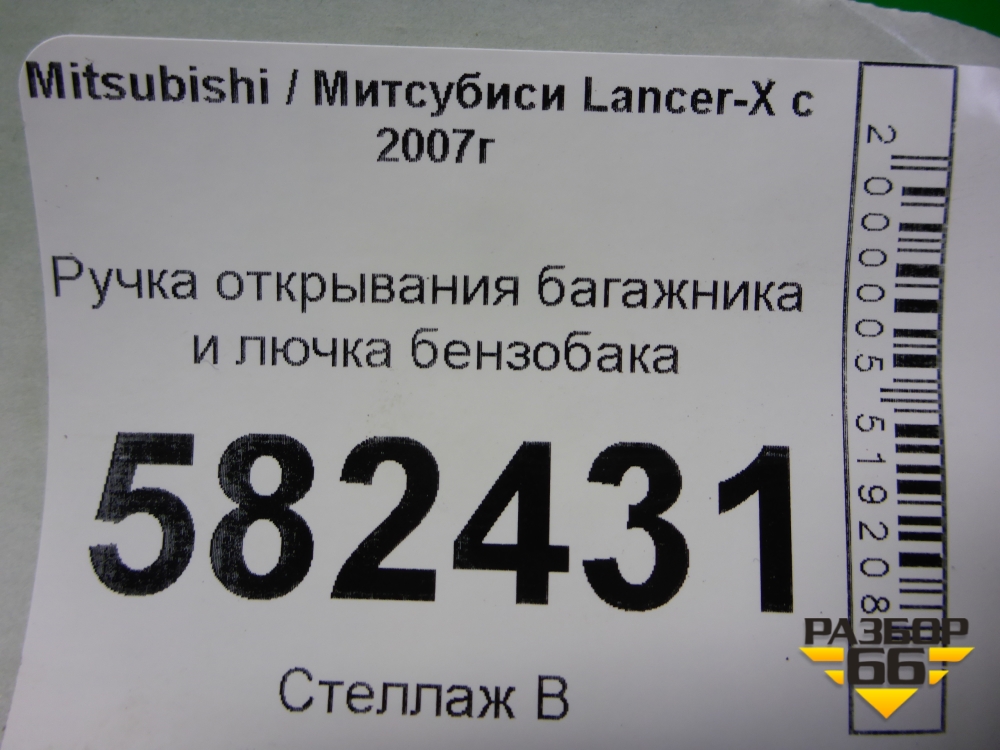 Mitsubishi / Митсубиси Lancer-X с
2007г
Ручка открывания багажника
и лючка бензобака
582431
Стеллаж В
2000005519208
РАЗБОР
66